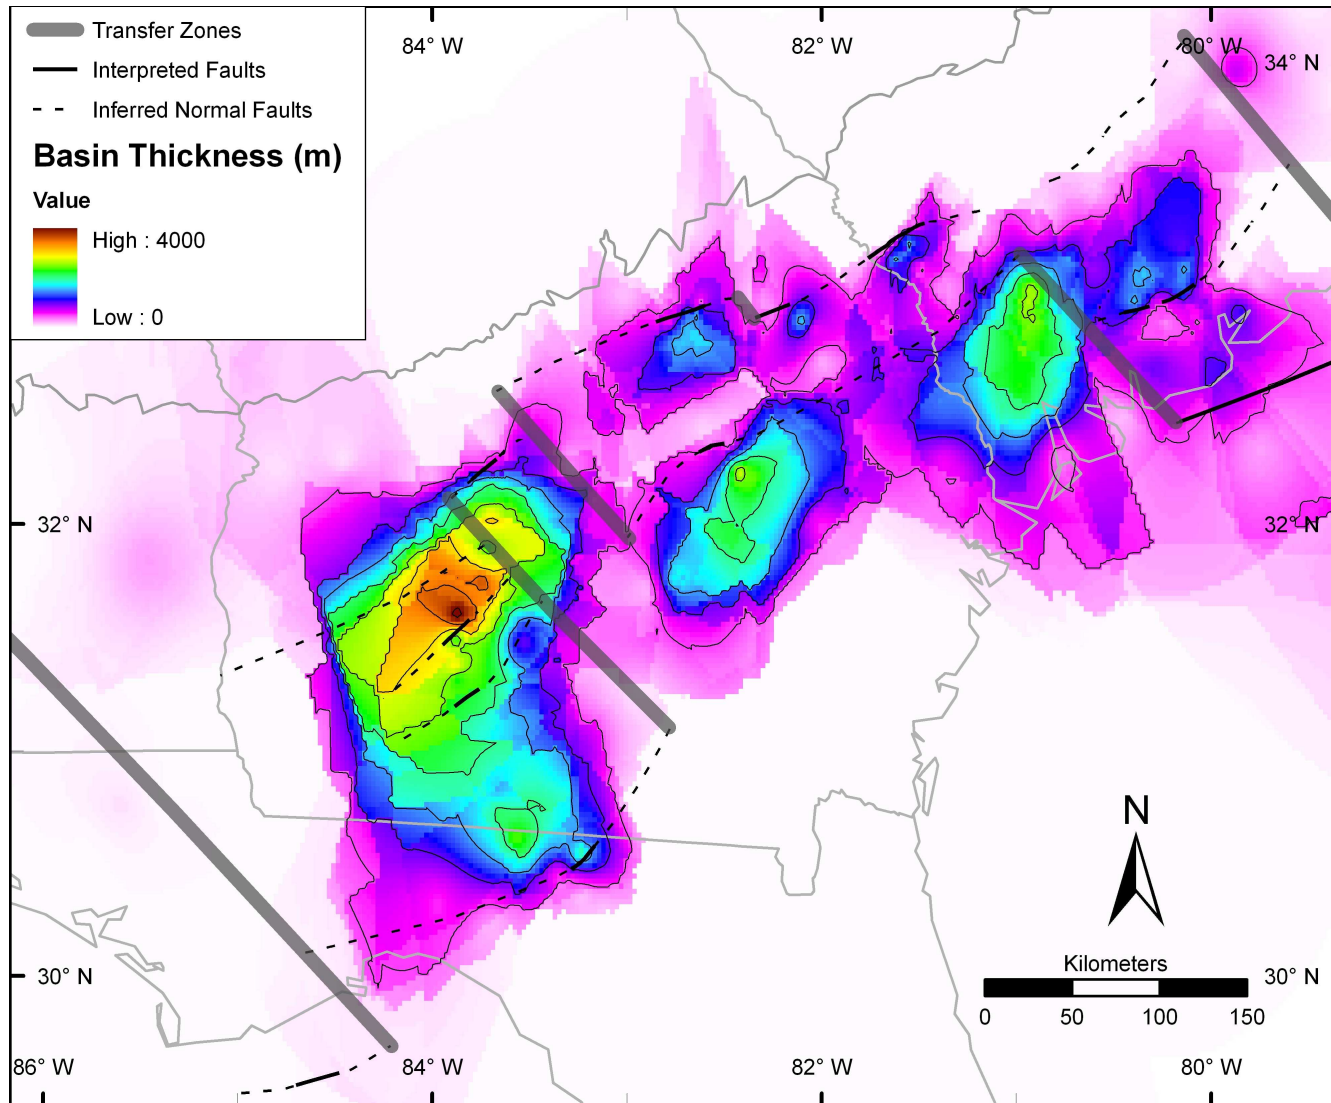 Transfer Zones
Interpreted Faults
Inferred Normal Faults
Basin Thickness (m)
Value
High : 4000
Low : 0
84° W
82° W
80° W
34° N
32° N
32° N
N
Kilometers
0 50 100 150
30° N
30° N
86° W
84° W
82° W
80° W